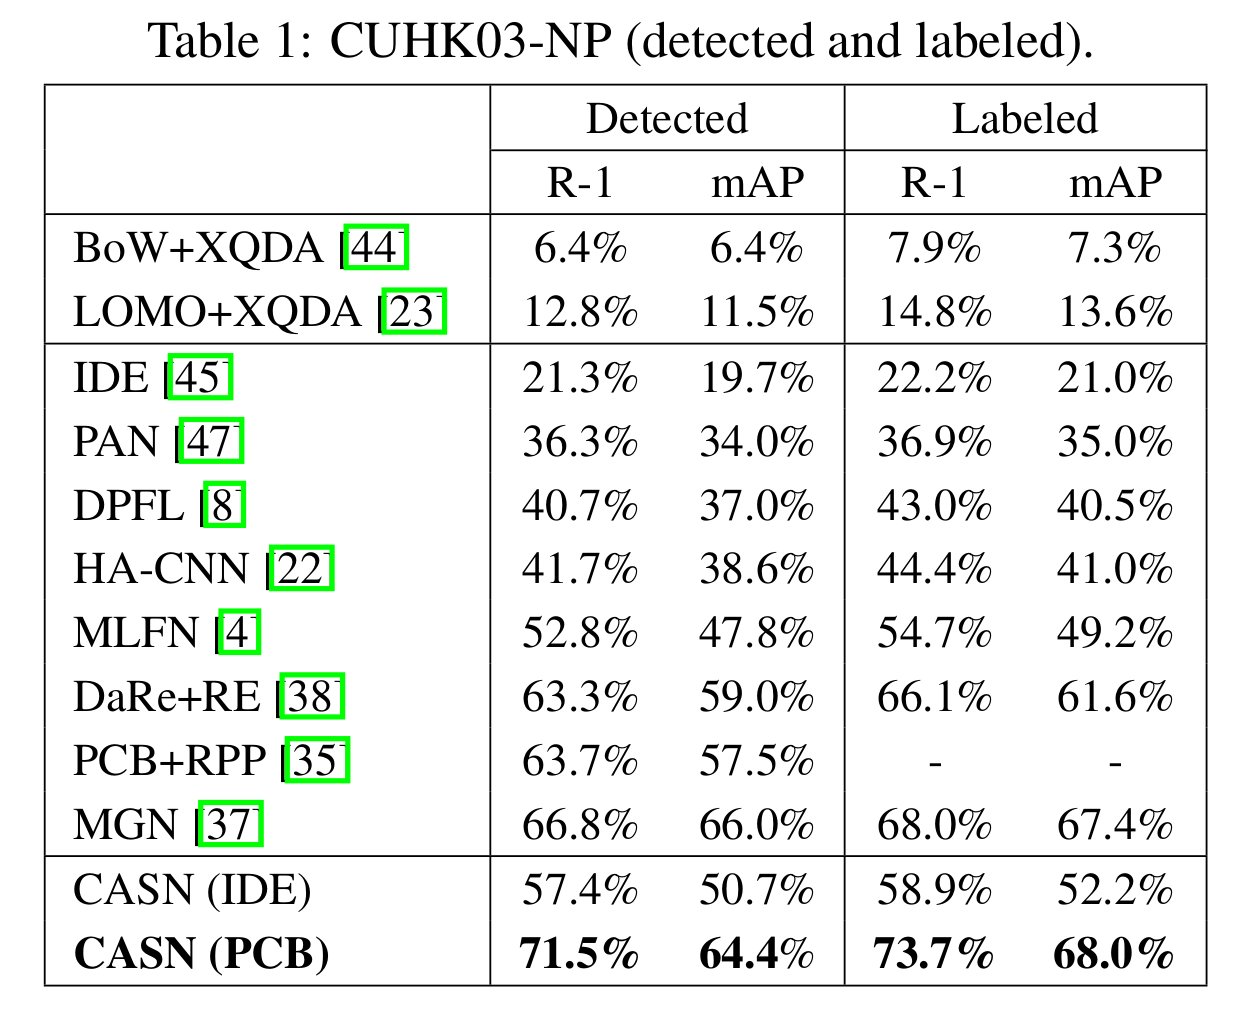 Table 1: CUHK03-NP (detected and labeled).
Detected Labeled
R-1 mAP R-1 mAP
BoW+XQDA [44] 6.4% 6.4% 7.9% 7.3%
LOMO+XQDA [23] 12.8% 11.5% 14.8% 13.6%
IDE [45] 21.3% 19.7% 22.2% 21.0%
PAN [47] 36.3% 34.0% 36.9% 35.0%
DPFL [8] 40.7% 37.0% 43.0% 40.5%
HA-CNN [22] 41.7% 38.6% 44.4% 41.0%
MLFN [4] 52.8% 47.8% 54.7% 49.2%
DaRe+RE [38] 63.3% 59.0% 66.1% 61.6%
PCB+RPP [35] 63.7% 57.5% - -
MGN [37] 66.8% 66.0% 68.0% 67.4%
CASN (IDE) 57.4% 50.7% 58.9% 52.2%
CASN (PCB) 71.5% 64.4% 73.7% 68.0%